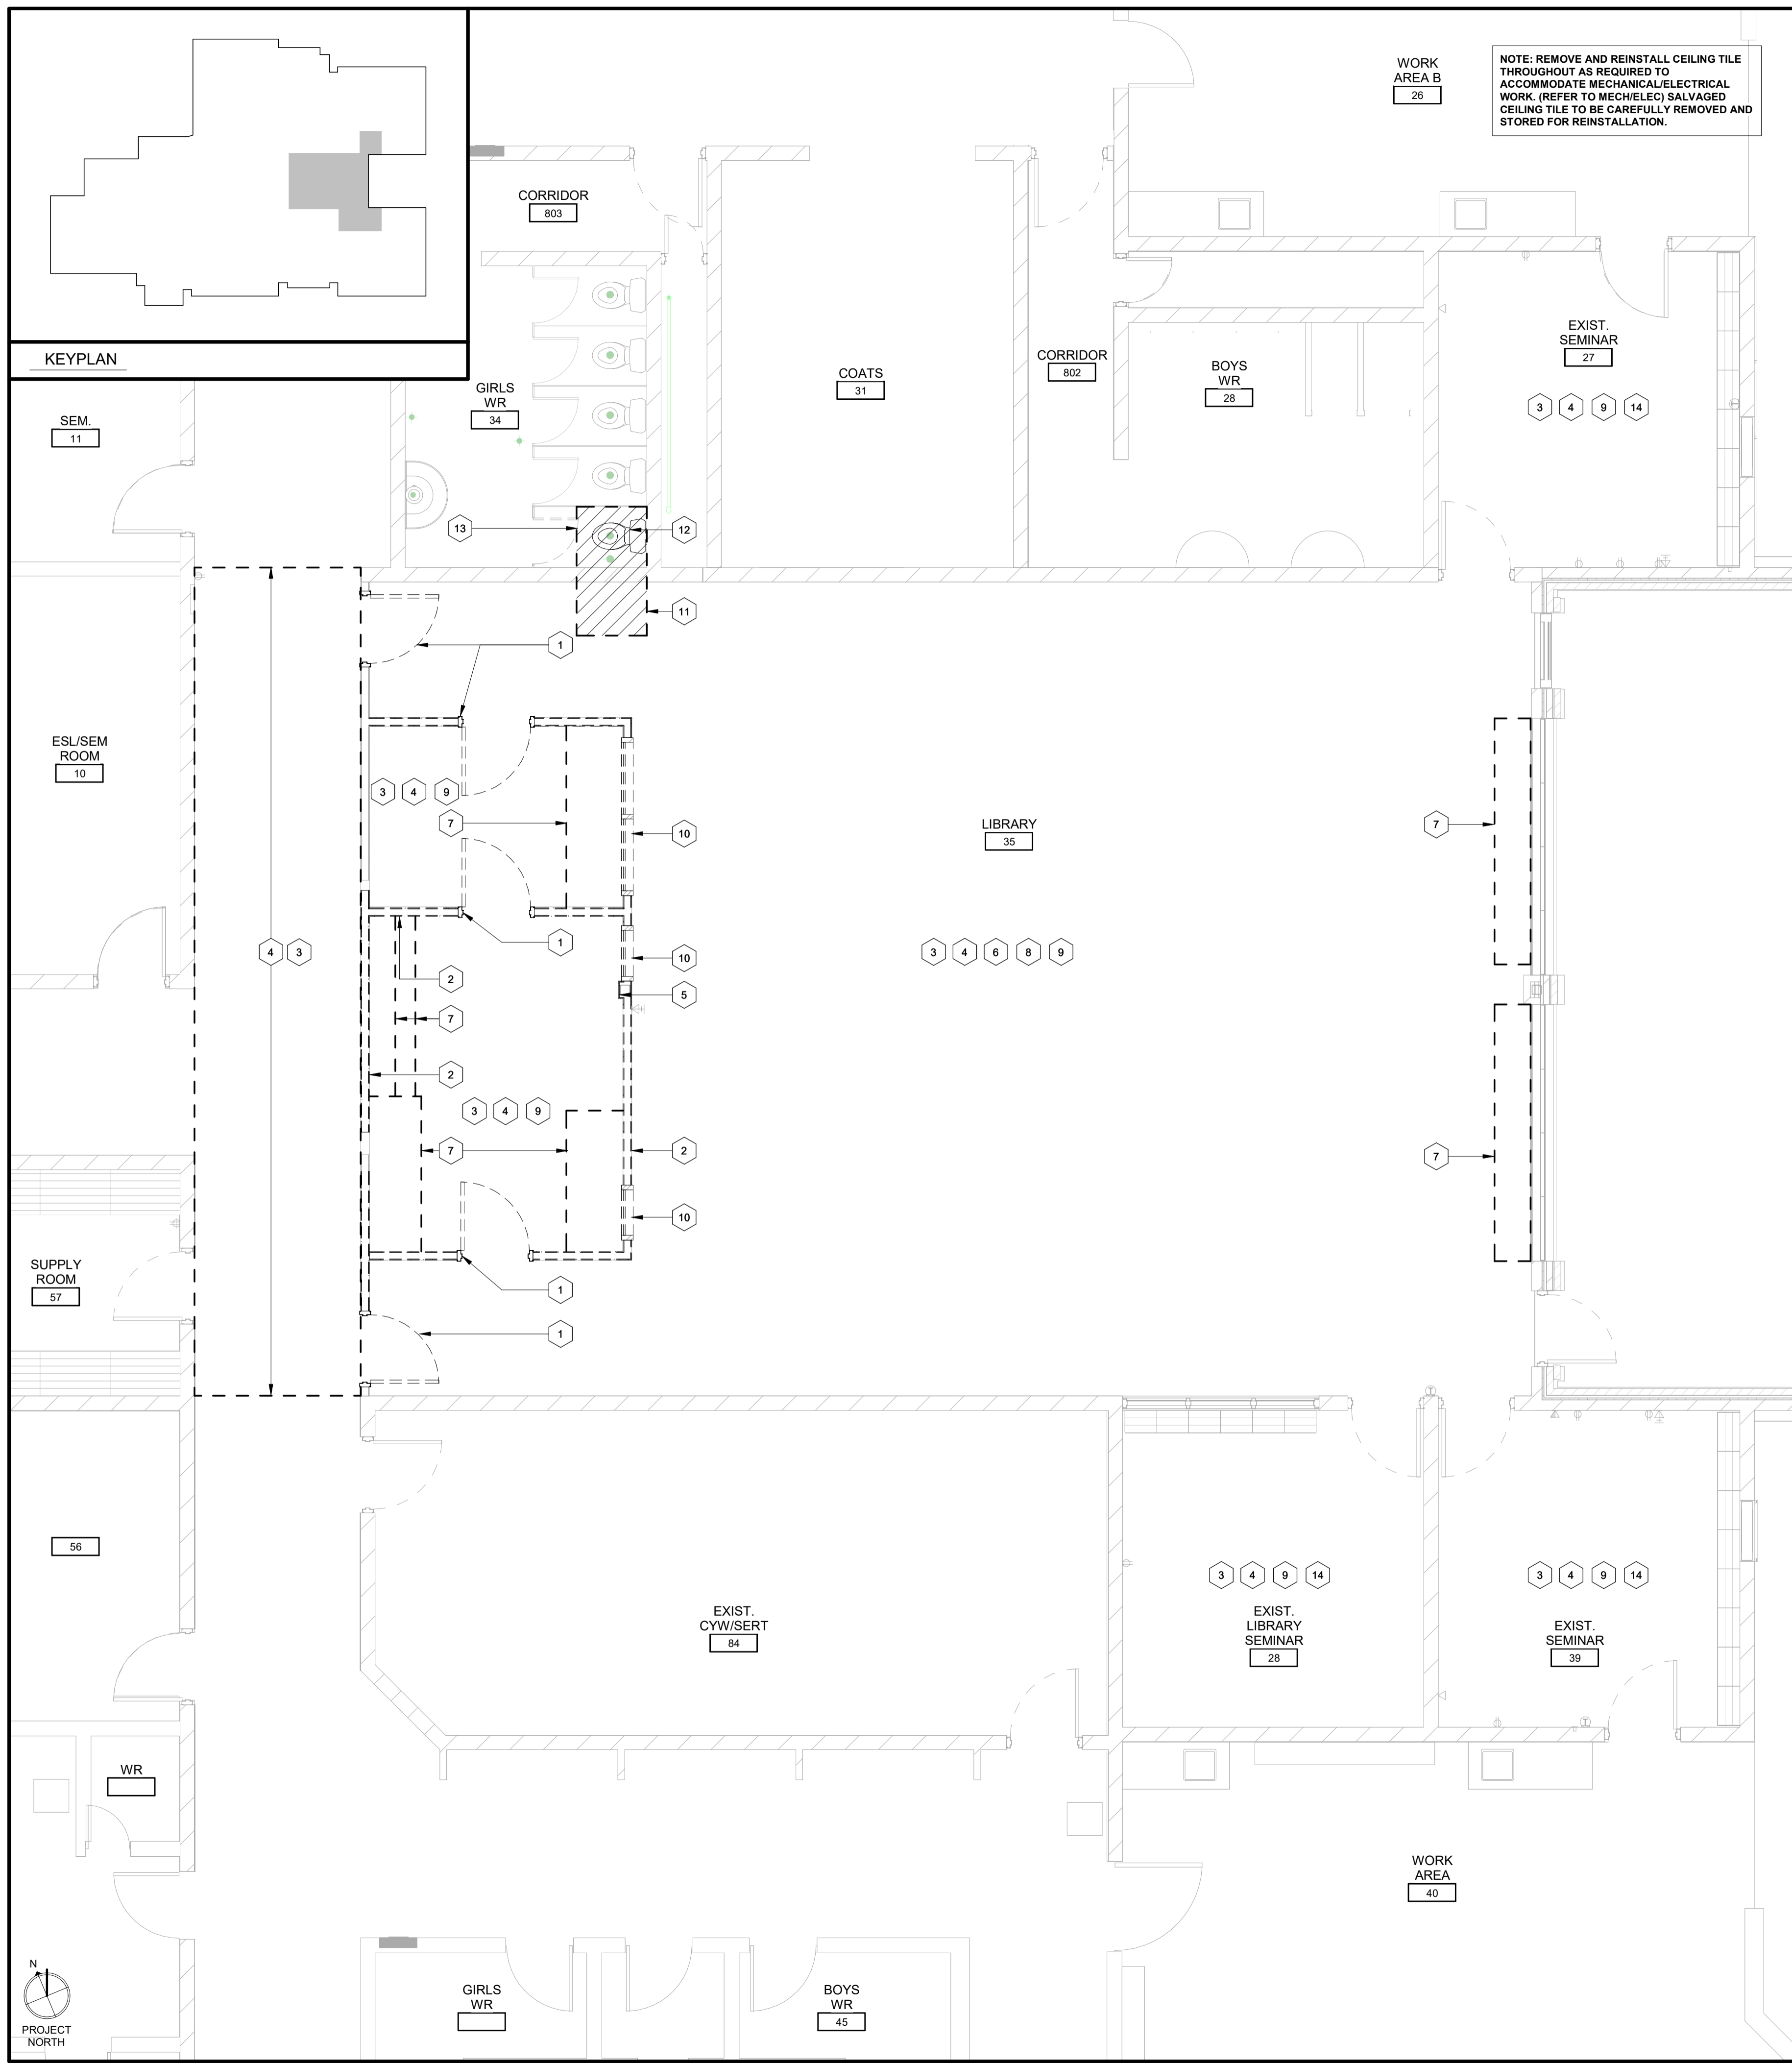 KEYPLAN
NOTE: REMOVE AND REINSTALL CEILING TILE
THROUGHOUT AS REQUIRED TO
ACCOMMODATE MECHANICAL/ELECTRICAL
WORK. (REFER TO MECH/ELEC) SALVAGED
CEILING TILE TO BE CAREFULLY REMOVED AND
STORED FOR REINSTALLATION.
WORK
AREA B
26
CORRIDOR
803
EXIST.
SEMINAR
27
3 4 9 14
CORRIDOR
802
BOYS
WR
28
COATS
31
GIRLS
WR
34
SEM.
11
13
12
11
1
ESL/SEM
ROOM
10
3 4 9
7
10
LIBRARY
35
7
1
4 3
3 4 6 8 9
10
2
5
7
2
3 4 9
7
2
7
10
SUPPLY
ROOM
57
1
1
T
56
EXIST.
CYW/SERT
84
3 4 9 14
EXIST.
LIBRARY
SEMINAR
28
3 4 9 14
EXIST.
SEMINAR
39
T
WR
WORK
AREA
40
GIRLS
WR
BOYS
WR
45
N
PROJECT
NORTH